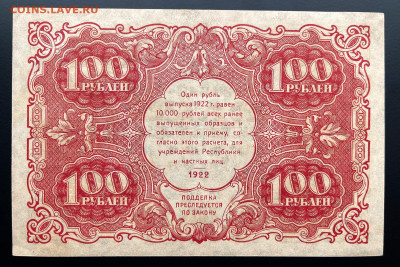 COINS.LAVE.RU
100
РУБЛЕЙ
100
РУБЛЕЙ
Один рубль
выпуска 1922 г. равен
10.000 рублей всех ранее
выпущенных образцов и
обязателен к приему, со-
гласно этого расчета, для
учреждений Республики
и частных лиц.
1922
100
РУБЛЕЙ
100
РУБЛЕЙ
ПОДДЕЛКА
ПРЕСЛЕДУЕТСЯ
ПО ЗАКОНУ